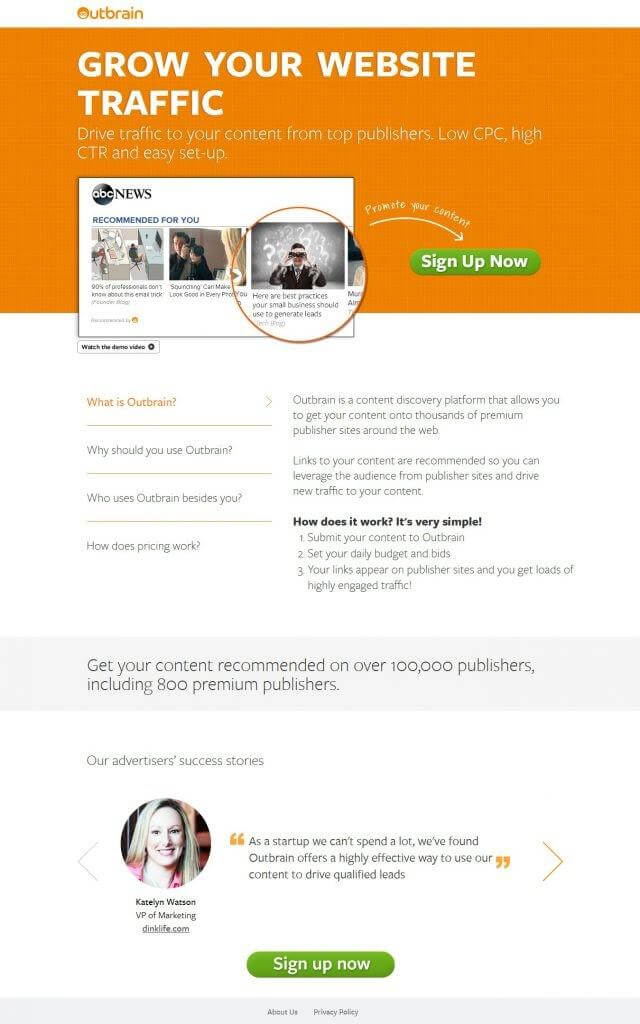 Outbrain
GROW YOUR WEBSITE
TRAFFIC
Drive traffic to your content from top publishers. Low CPC, high
CTR and easy set-up.
abc NEWS
RECOMMENDED FOR YOU
90% of professionals don't
know about this email trick
(Founder Blog)
'Squinching' Can Make
Look Good in Every Photo
You
Here are best practices
your small business should
use to generate leads
(Tech Blog)
Recommended by
Promote your content
Sign Up Now
Watch the demo video
What is Outbrain?
Why should you use Outbrain?
Who uses Outbrain besides you?
How does pricing work?
Outbrain is a content discovery platform that allows you
to get your content onto thousands of premium
publisher sites around the web.
Links to your content are recommended so you can
leverage the audience from publisher sites and drive
new traffic to your content.
How does it work? It's very simple!
1. Submit your content to Outbrain
2. Set your daily budget and bids
3. Your links appear on publisher sites and you get loads of
highly engaged traffic!
Get your content recommended on over 100,000 publishers,
including 800 premium publishers.
Our advertisers' success stories
Katelyn Watson
VP of Marketing
dinklife.com
“ As a startup we can't spend a lot, we've found
Outbrain offers a highly effective way to use our
content to drive qualified leads ”
Sign up now
About Us Privacy Policy